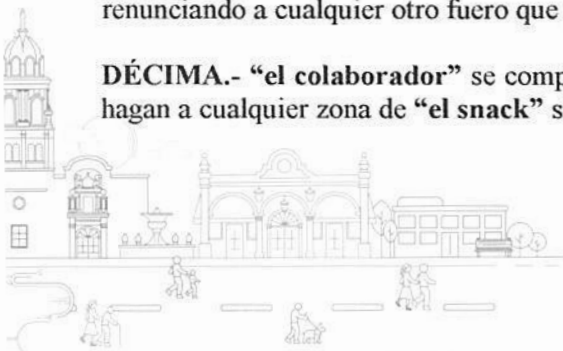 renunciando a cualquier otro fuero que
DÉCIMA.- “el colaborador” se comp
hagan a cualquier zona de “el snack” s